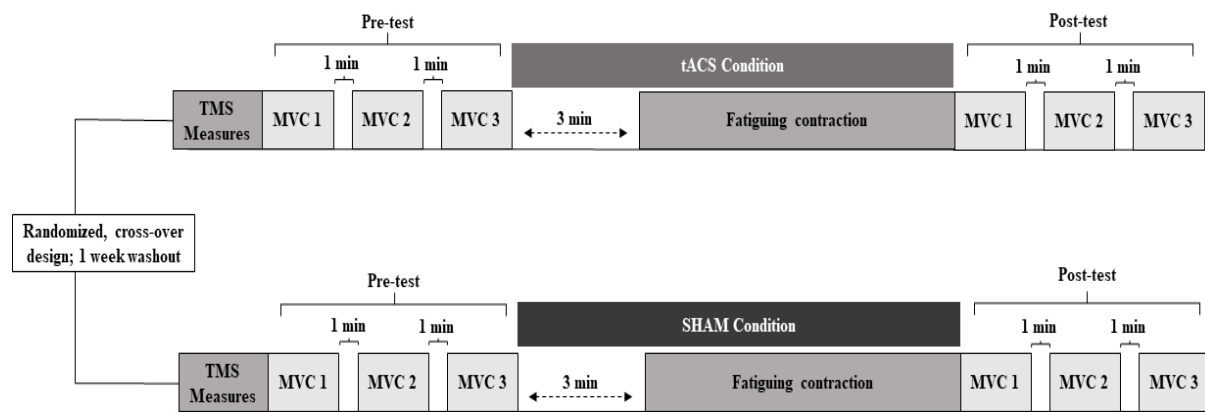 Pre-test
Post-test
1 min 1 min
tACS Condition
1 min 1 min
TMS
Measures
MVC 1
MVC 2
MVC 3
3 min
Fatiguing contraction
MVC 1
MVC 2
MVC 3
Randomized, cross-over
design; 1 week washout
Pre-test
Post-test
1 min 1 min
SHAM Condition
1 min 1 min
TMS
Measures
MVC 1
MVC 2
MVC 3
3 min
Fatiguing contraction
MVC 1
MVC 2
MVC 3